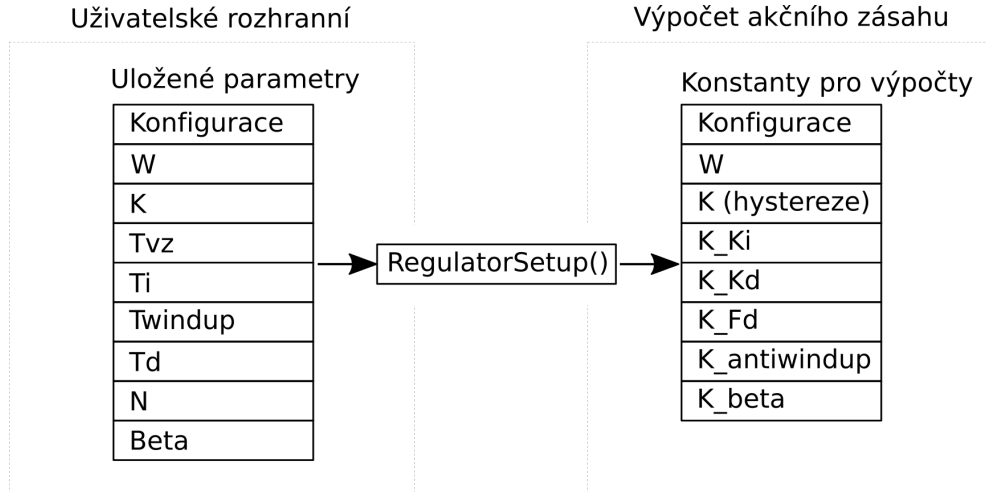 Uživatelské rozhranní
Uložené parametry
Konfigurace
W
K
Tvz
Ti
Twindup
Td
N
Beta
RegulatorSetup()
Výpočet akčního zásahu
Konstanty pro výpočty
Konfigurace
W
K (hystereze)
K_Ki
K_Kd
K_Fd
K_antiwindup
K_beta